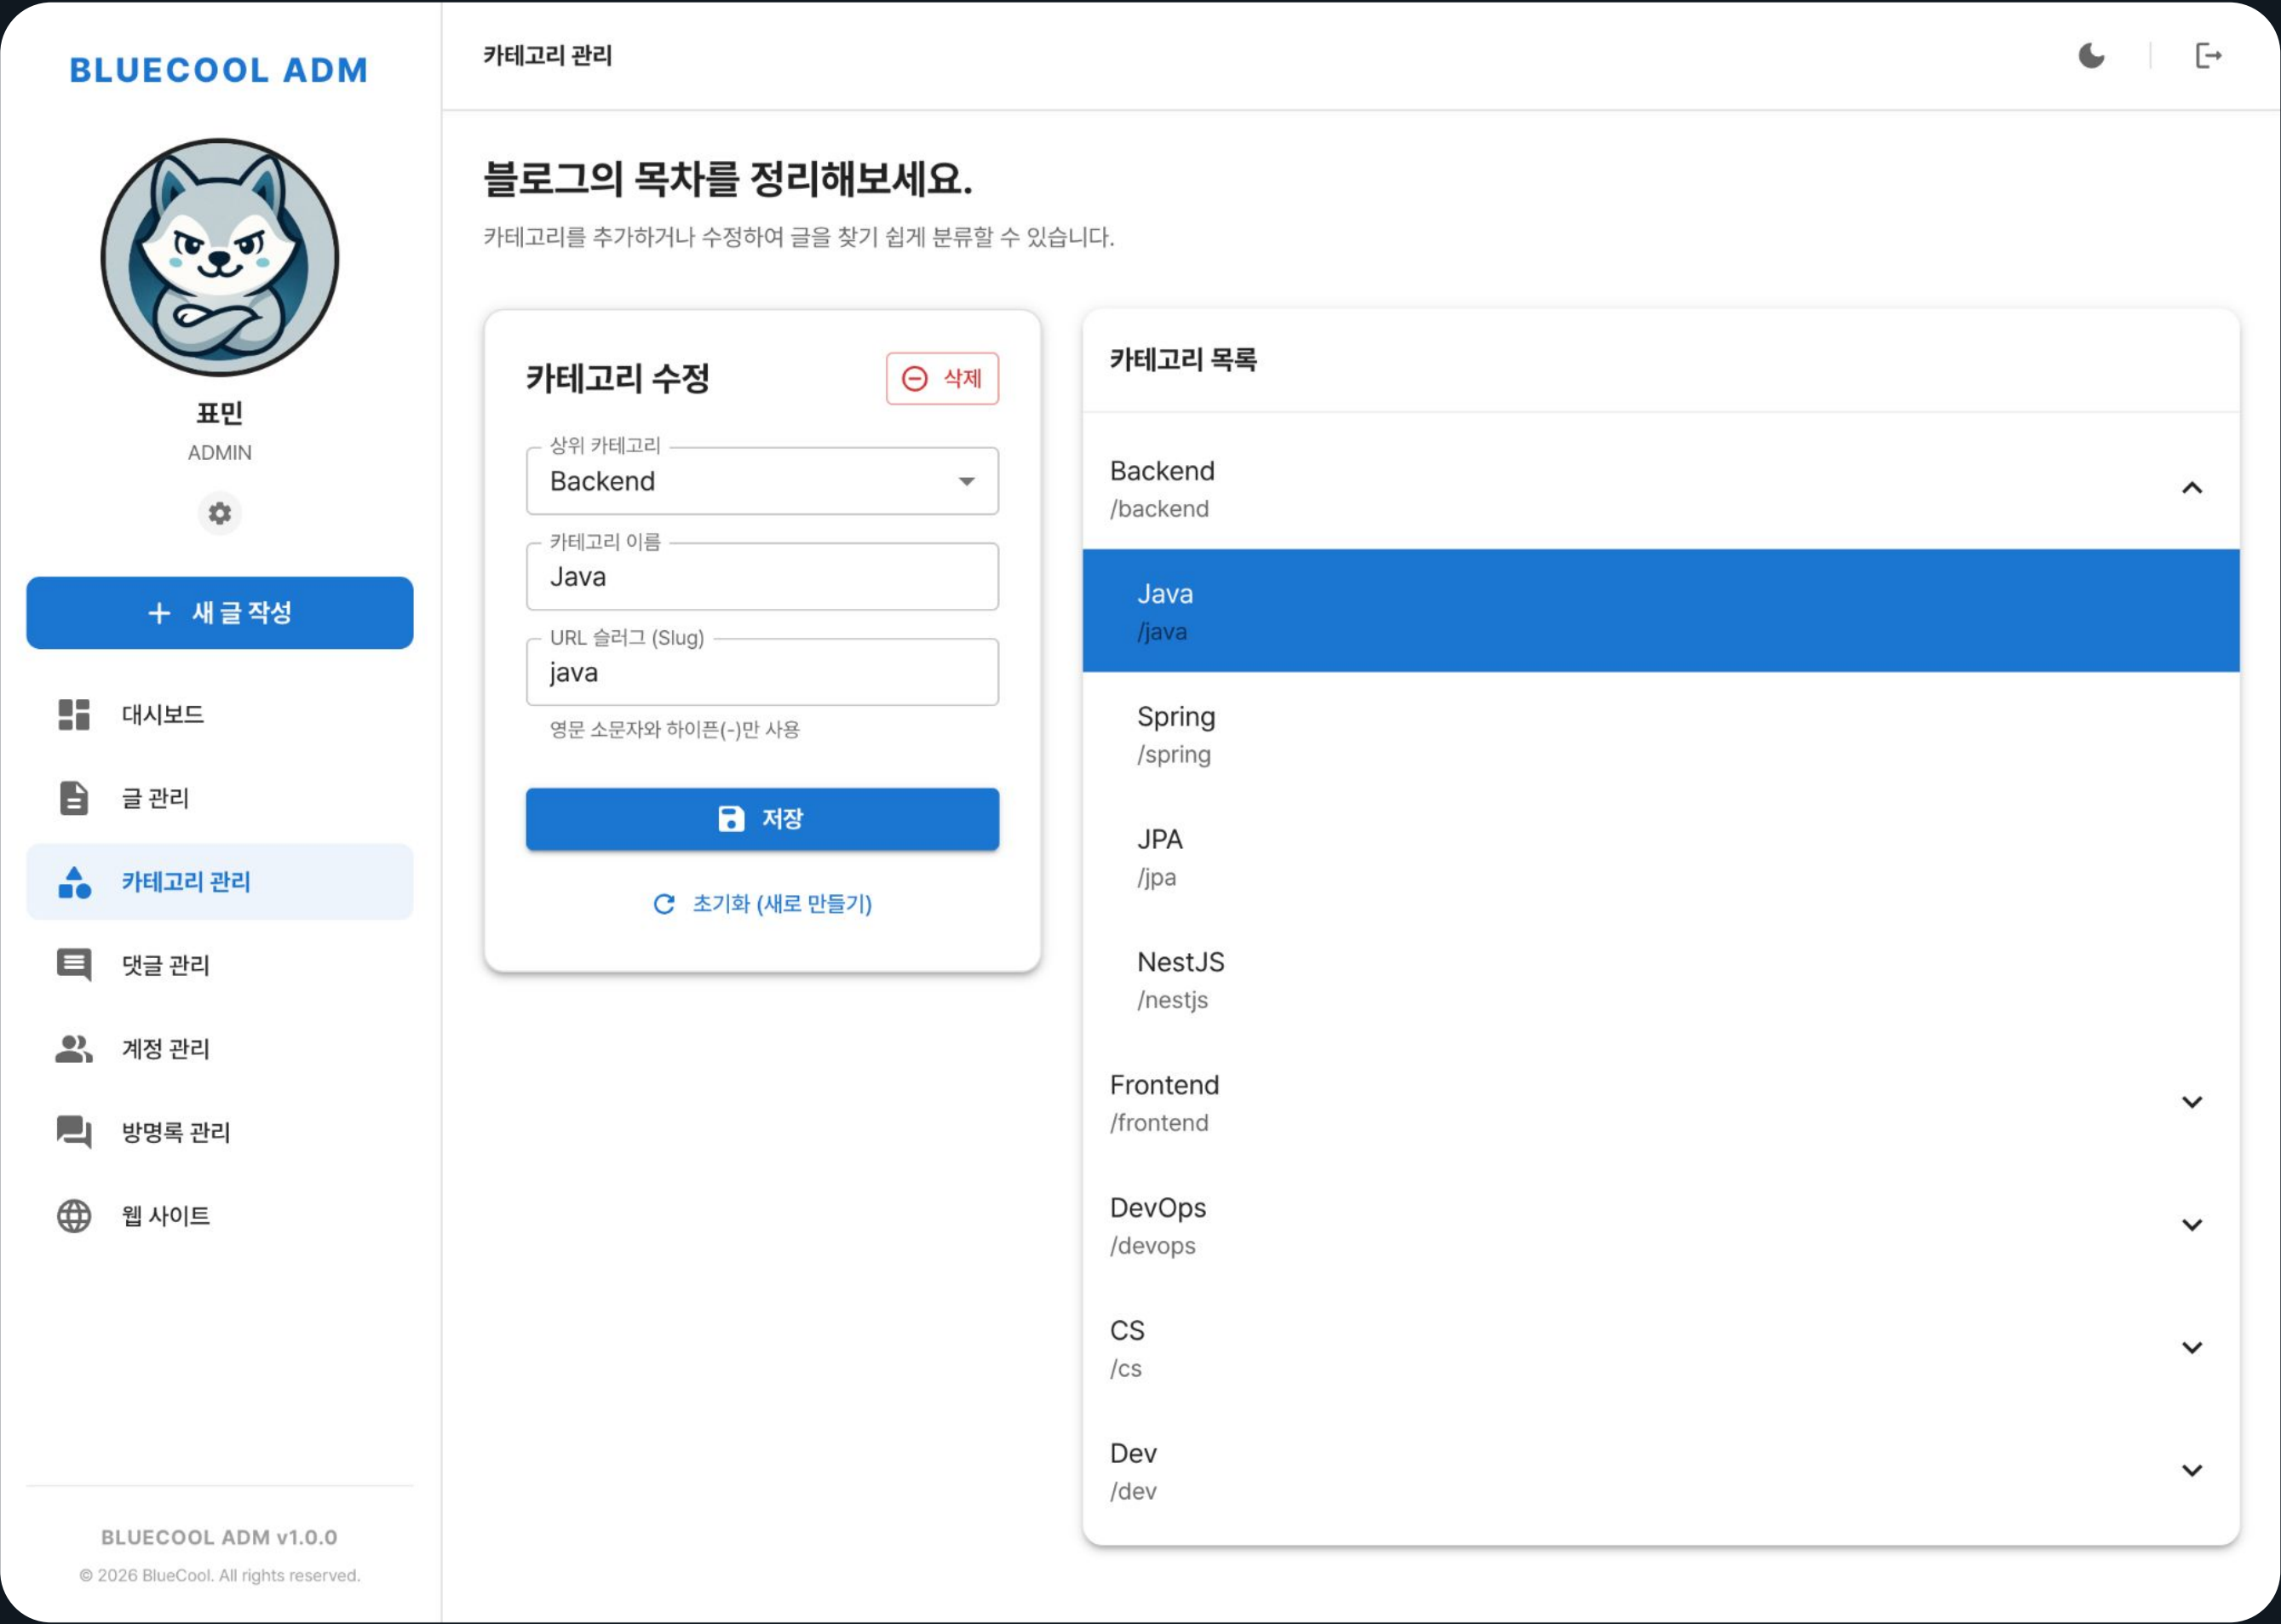 BLUECOOL ADM
표민
ADMIN
새 글 작성
대시보드
글 관리
카테고리 관리
댓글 관리
계정 관리
방명록 관리
웹 사이트
BLUECOOL ADM v1.0.0
© 2026 BlueCool. All rights reserved.
카테고리 관리
블로그의 목차를 정리해보세요.
카테고리를 추가하거나 수정하여 글을 찾기 쉽게 분류할 수 있습니다.
카테고리 수정
삭제
상위 카테고리
Backend
카테고리 이름
Java
URL 슬러그 (Slug)
java
영문 소문자와 하이픈(-)만 사용
저장
초기화 (새로 만들기)
카테고리 목록
Backend
/backend
Java
/java
Spring
/spring
JPA
/jpa
NestJS
/nestjs
Frontend
/frontend
DevOps
/devops
CS
/cs
Dev
/dev